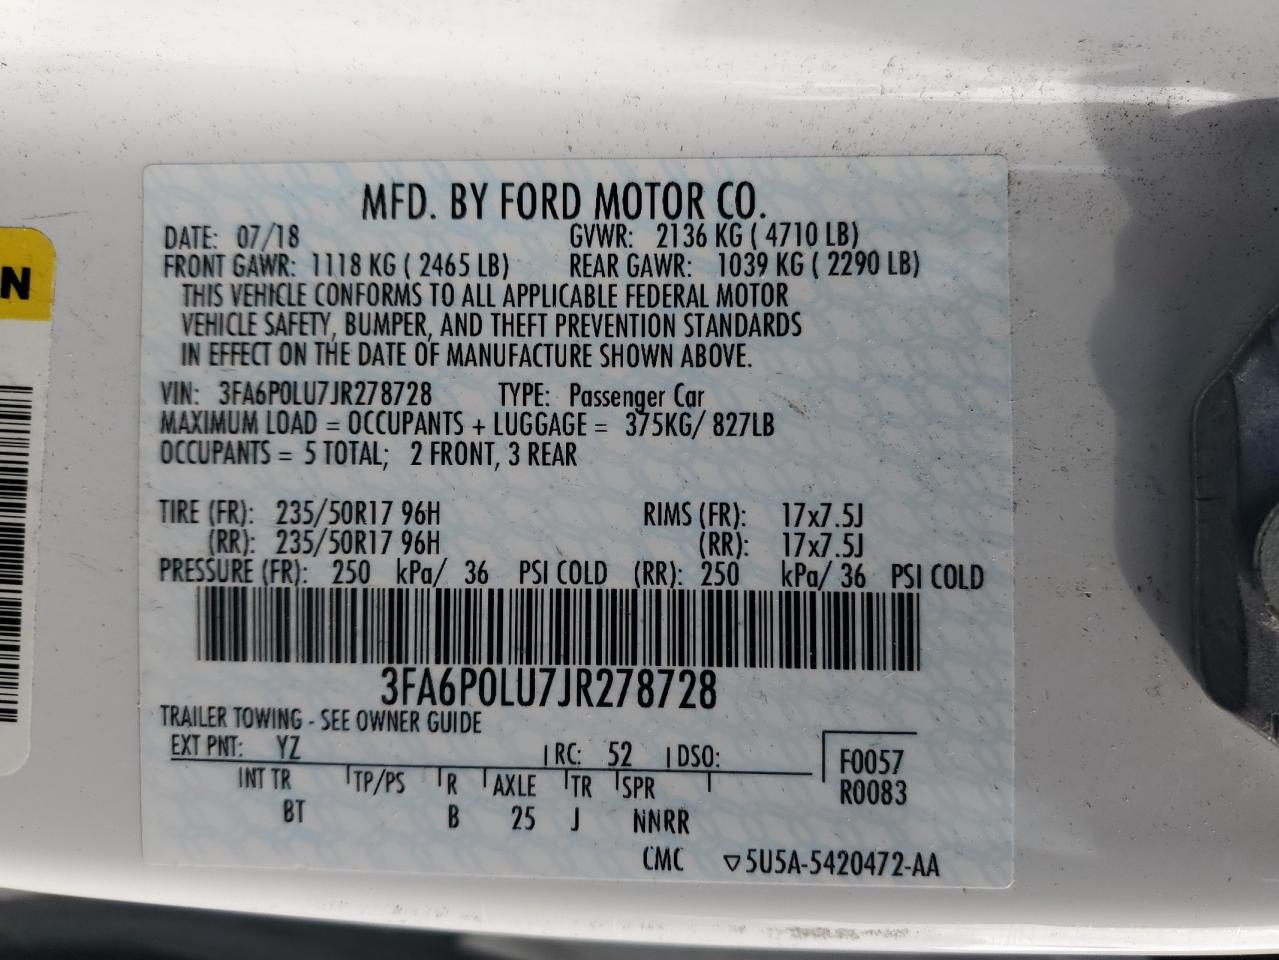 MFD. BY FORD MOTOR CO.
DATE: 07/18 GVWR: 2136 KG ( 4710 LB)
FRONT GAWR: 1118 KG ( 2465 LB) REAR GAWR: 1039 KG ( 2290 LB)
THIS VEHICLE CONFORMS TO ALL APPLICABLE FEDERAL MOTOR
VEHICLE SAFETY, BUMPER, AND THEFT PREVENTION STANDARDS
IN EFFECT ON THE DATE OF MANUFACTURE SHOWN ABOVE.
VIN: 3FA6P0LU7JR278728 TYPE: Passenger Car
MAXIMUM LOAD = OCCUPANTS + LUGGAGE = 375KG/ 827LB
OCCUPANTS = 5 TOTAL; 2 FRONT, 3 REAR
TIRE (FR): 235/50R17 96H RIMS (FR): 17x7.5J
(RR): 235/50R17 96H (RR): 17x7.5J
PRESSURE (FR): 250 kPa/ 36 PSI COLD (RR): 250 kPa/ 36 PSI COLD
3FA6P0LU7JR278728
TRAILER TOWING - SEE OWNER GUIDE
EXT PNT: YZ RC: 52 DSO: F0057
INT TR TP/PS R AXLE TR SPR R0083
BT B 25 J NNRR
CMC ▽5U5A-5420472-AA
N